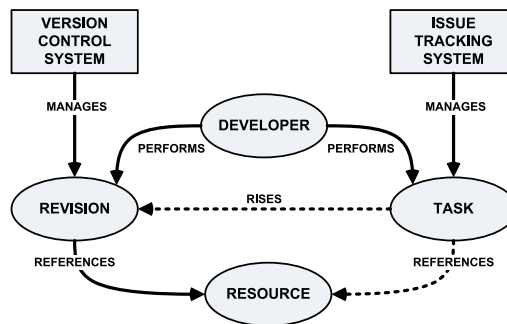 VERSION
CONTROL
SYSTEM
ISSUE
TRACKING
SYSTEM
MANAGES
MANAGES
DEVELOPER
PERFORMS
PERFORMS
REVISION
RISES
TASK
REFERENCES
REFERENCES
RESOURCE